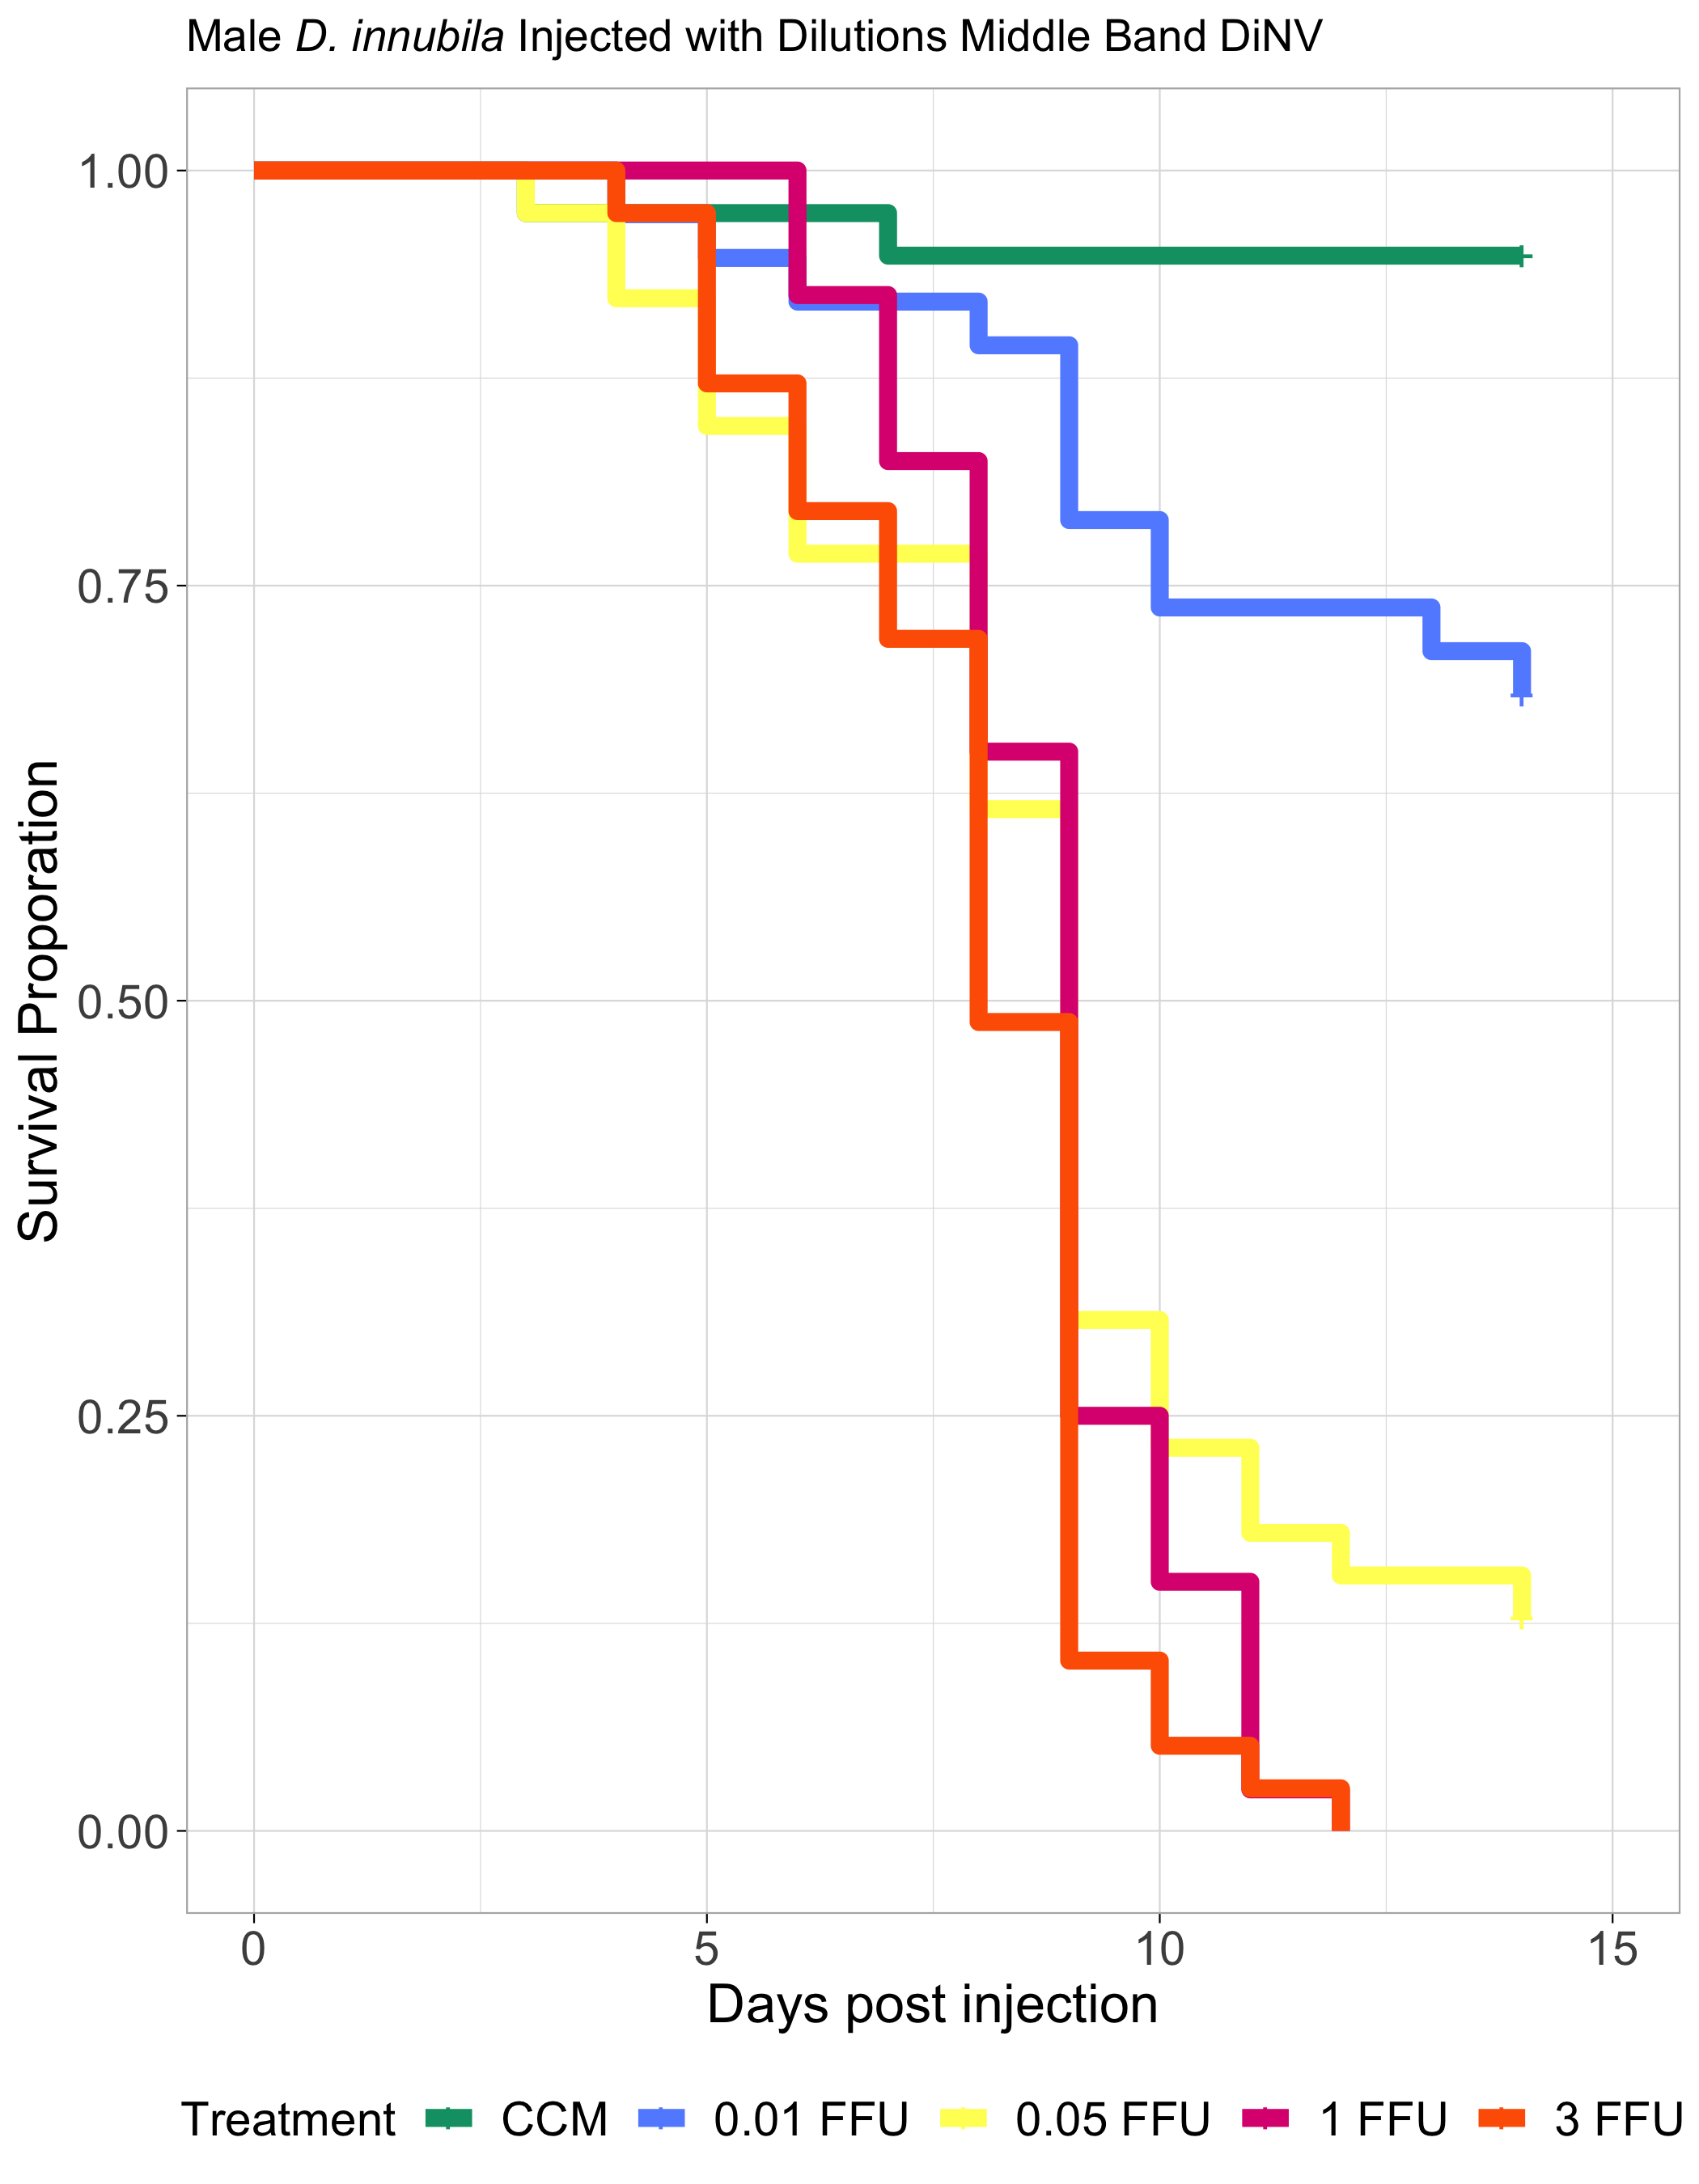 Male D. innubila Injected with Dilutions Middle Band DiNV
1.00
0.75
0.50
0.25
0.00
Survival Proporation
0 5 10 15
Days post injection
Treatment CCM 0.01 FFU 0.05 FFU 1 FFU 3 FFU